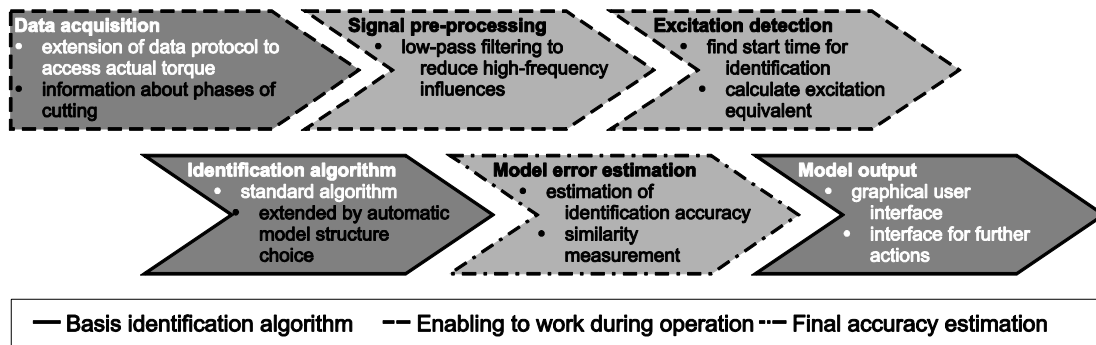 Data acquisition
• extension of data protocol to
access actual torque
• information about phases of
cutting
Signal pre-processing
• low-pass filtering to
reduce high-frequency
influences
Excitation detection
• find start time for
identification
• calculate excitation
equivalent
Identification algorithm
• standard algorithm
• extended by automatic
model structure
choice
Model error estimation
• estimation of
identification accuracy
• similarity
measurement
Model output
• graphical user
interface
• interface for further
actions
Basis identification algorithm Enabling to work during operation Final accuracy estimation